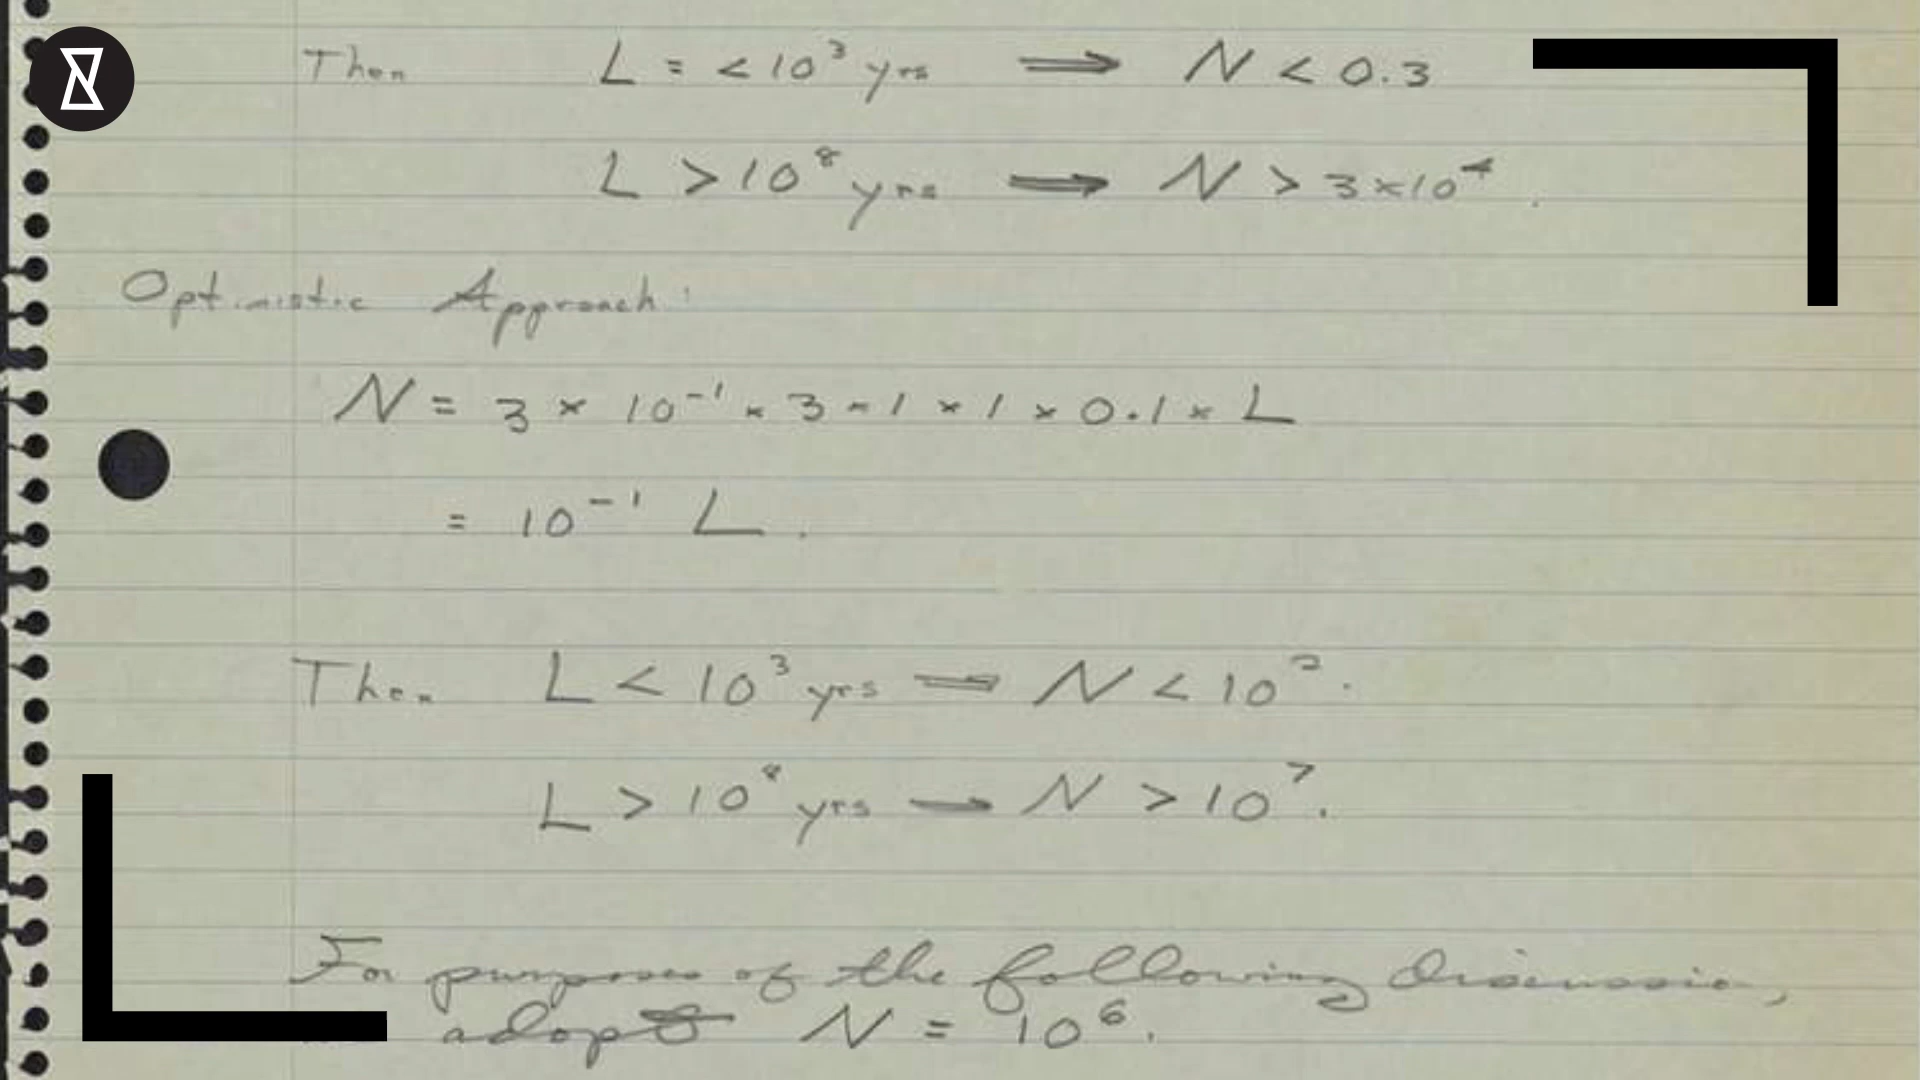 Then L = < 10³ yrs ⟹ N < 0.3
L > 10⁸ yrs ⟹ N > 3 × 10⁴.
Optimistic Approach:
N = 3 × 10⁻¹ × 3 × 1 × 1 × 0.1 × L
= 10⁻¹ L.
Then L < 10³ yrs ⟹ N < 10².
L > 10⁸ yrs ⟹ N > 10⁷.
For purposes of the following discussion,
adopt N = 10⁶.